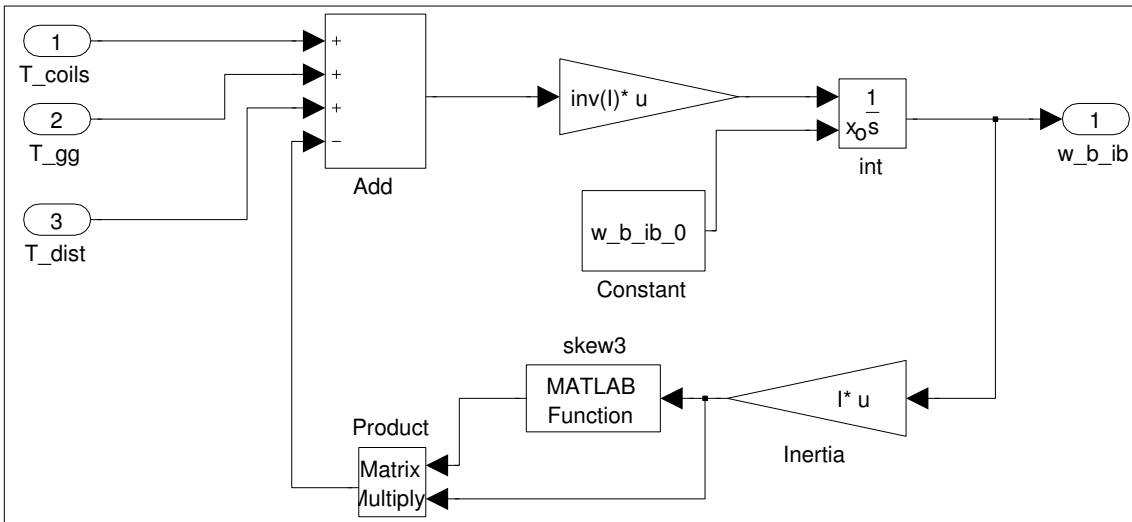 1
T_coils
2
T_gg
3
T_dist
+
+
+
−
Add
inv(I)* u
1
s
xo
int
1
w_b_ib
w_b_ib_0
Constant
skew3
MATLAB
Function
I* u
Inertia
Product
Matrix
Multiply